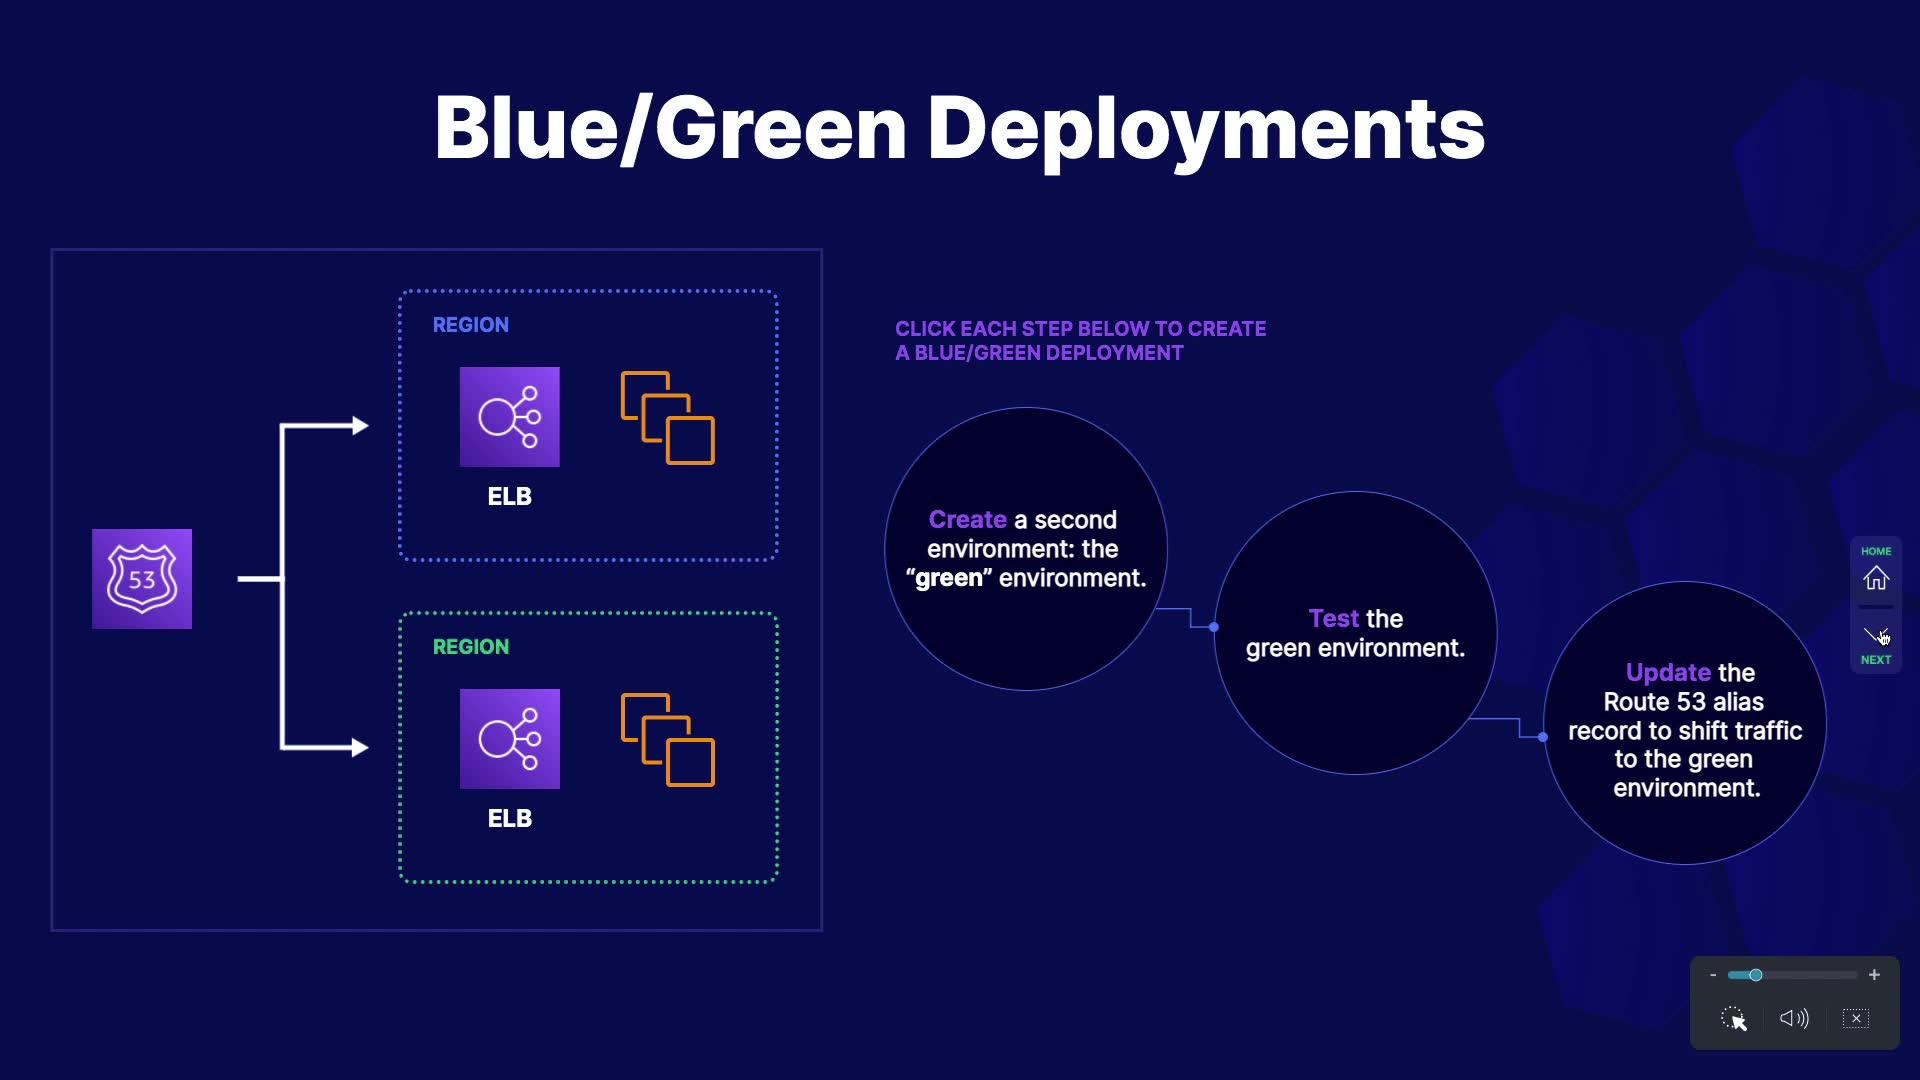 Blue/Green Deployments
REGION
ELB
53
REGION
ELB
CLICK EACH STEP BELOW TO CREATE
A BLUE/GREEN DEPLOYMENT
Create a second
environment: the
“green” environment.
Test the
green environment.
Update the
Route 53 alias
record to shift traffic
to the green
environment.
HOME
NEXT
- +